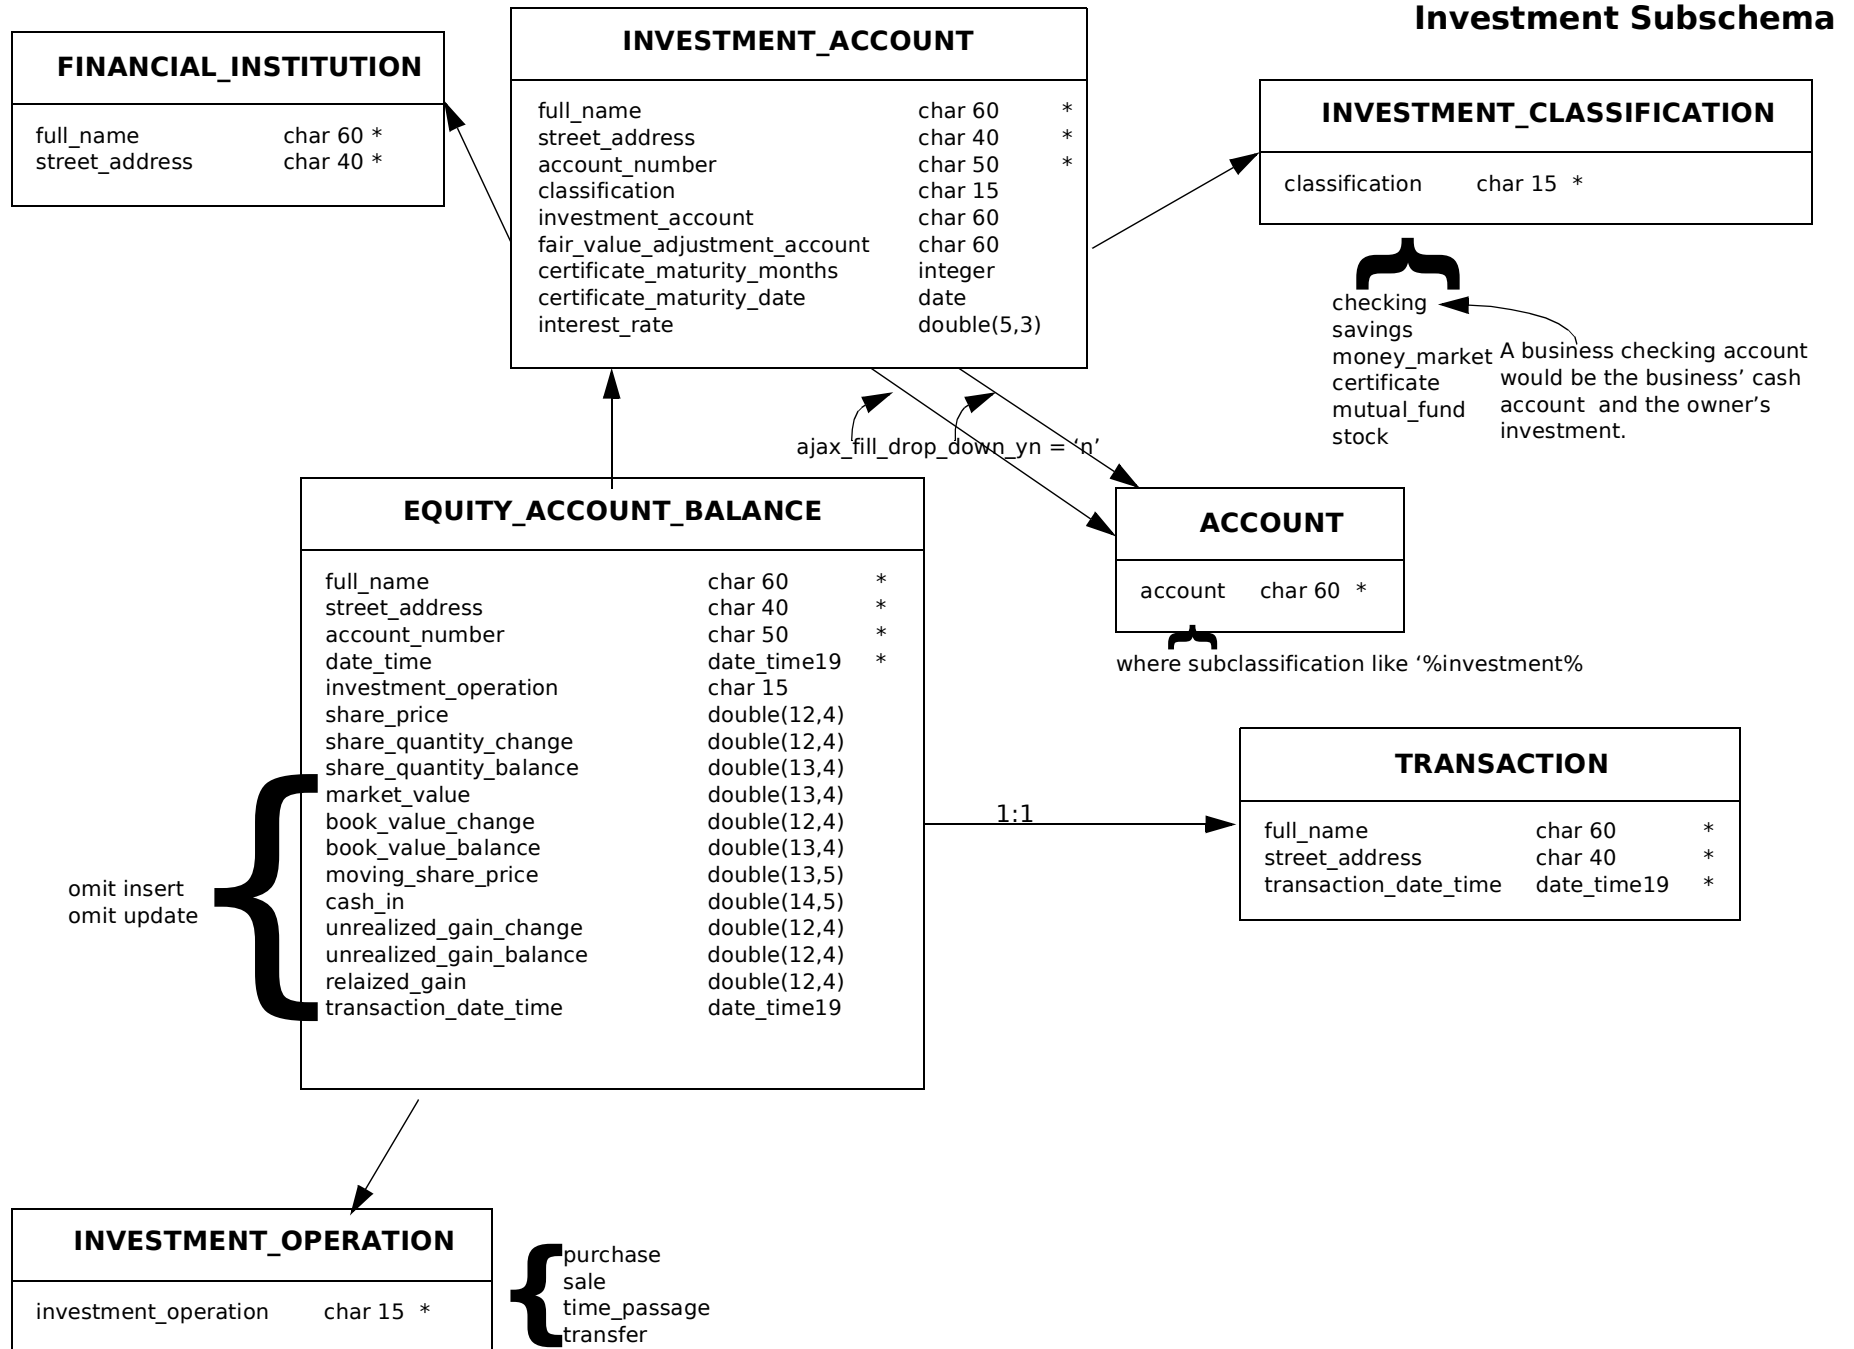 Investment Subschema
FINANCIAL_INSTITUTION
full_name char 60 *
street_address char 40 *
INVESTMENT_ACCOUNT
full_name char 60 *
street_address char 40 *
account_number char 50 *
classification char 15
investment_account char 60
fair_value_adjustment_account char 60
certificate_maturity_months integer
certificate_maturity_date date
interest_rate double(5,3)
INVESTMENT_CLASSIFICATION
classification char 15 *
checking
savings
money_market
certificate
mutual_fund
stock
A business checking account
would be the business’ cash
account and the owner’s
investment.
ajax_fill_drop_down_yn = ‘n’
EQUITY_ACCOUNT_BALANCE
full_name char 60 *
street_address char 40 *
account_number char 50 *
date_time date_time19 *
investment_operation char 15
share_price double(12,4)
share_quantity_change double(12,4)
share_quantity_balance double(13,4)
market_value double(13,4)
book_value_change double(12,4)
book_value_balance double(13,4)
moving_share_price double(13,5)
cash_in double(14,5)
unrealized_gain_change double(12,4)
unrealized_gain_balance double(12,4)
relaized_gain double(12,4)
transaction_date_time date_time19
omit insert
omit update
ACCOUNT
account char 60 *
where subclassification like ‘%investment%
1:1
TRANSACTION
full_name char 60 *
street_address char 40 *
transaction_date_time date_time19 *
INVESTMENT_OPERATION
investment_operation char 15 *
purchase
sale
time_passage
transfer